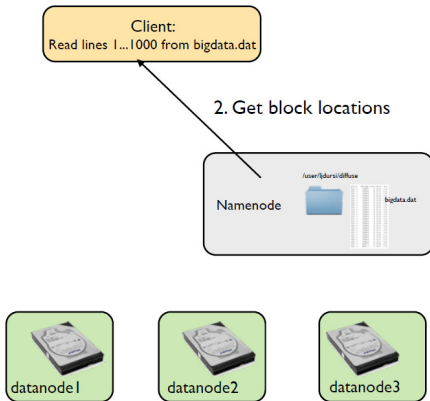 Client:
Read lines 1...1000 from bigdata.dat
2. Get block locations
/user/ljdursi/diffuse
Namenode
bigdata.dat
datanode1
datanode2
datanode3